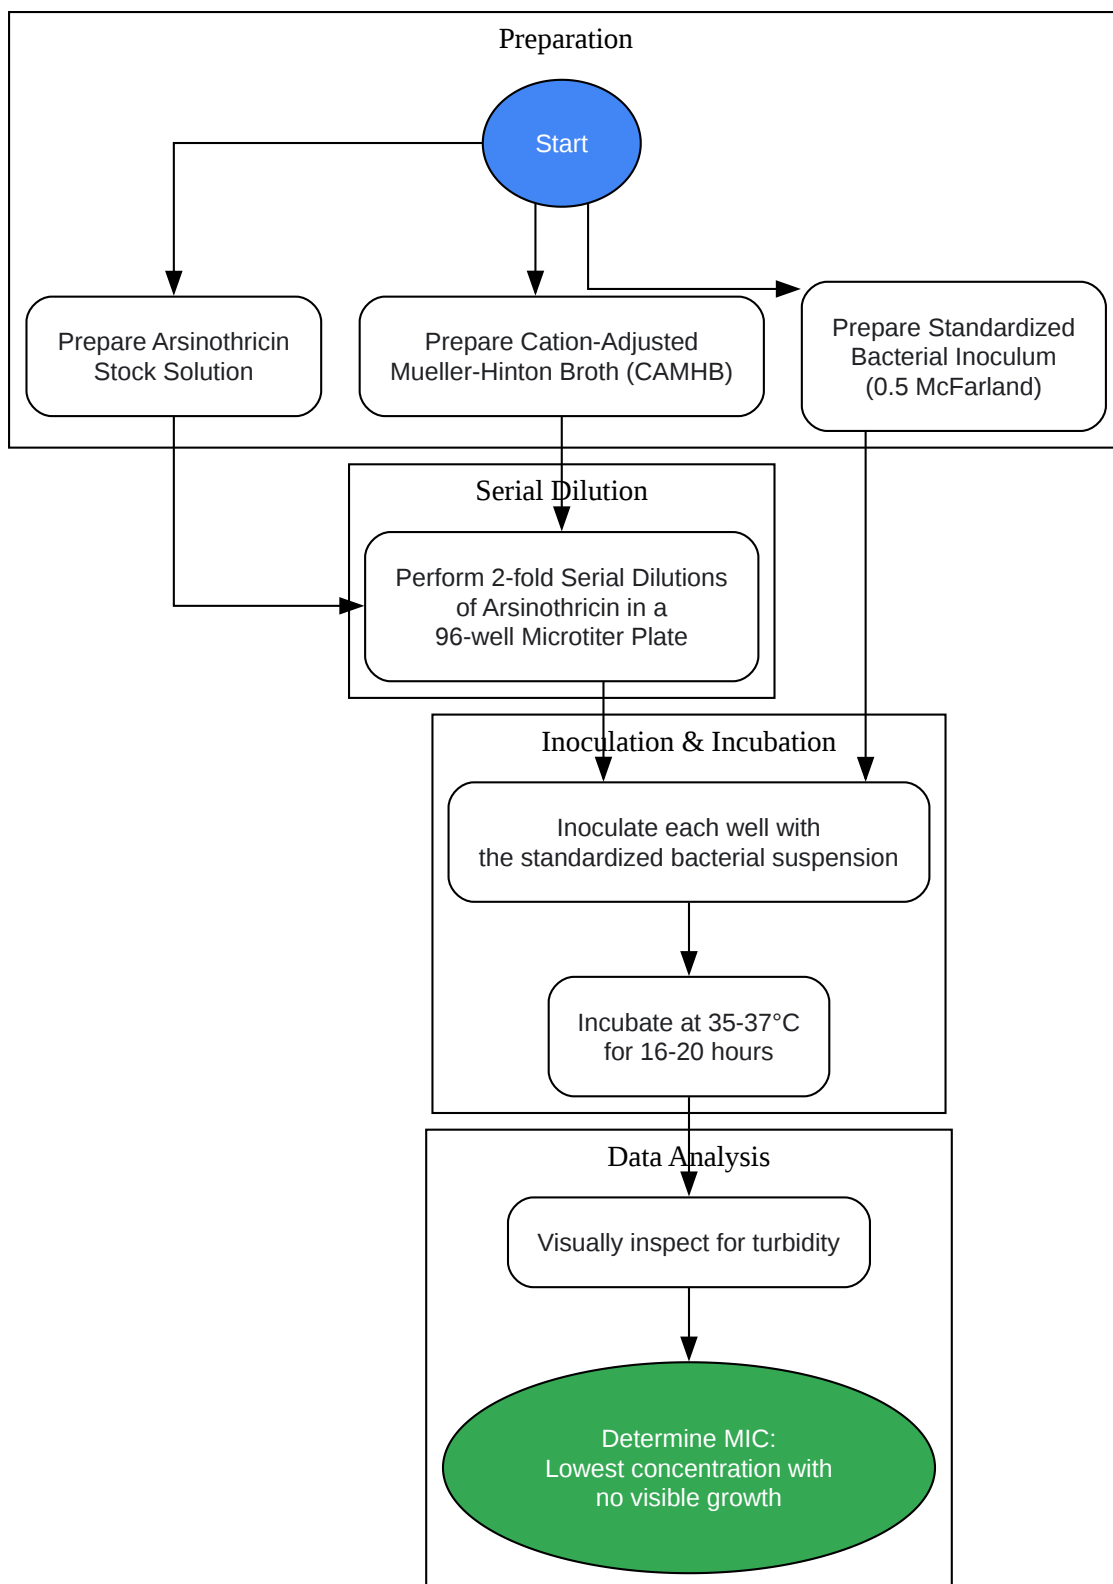 Preparation
Start
Prepare Arsinothricin
Stock Solution
Prepare Cation-Adjusted
Mueller-Hinton Broth (CAMHB)
Prepare Standardized
Bacterial Inoculum
(0.5 McFarland)
Serial Dilution
Perform 2-fold Serial Dilutions
of Arsinothricin in a
96-well Microtiter Plate
Inoculation & Incubation
Inoculate each well with
the standardized bacterial suspension
Incubate at 35-37°C
for 16-20 hours
Data Analysis
Visually inspect for turbidity
Determine MIC:
Lowest concentration with
no visible growth